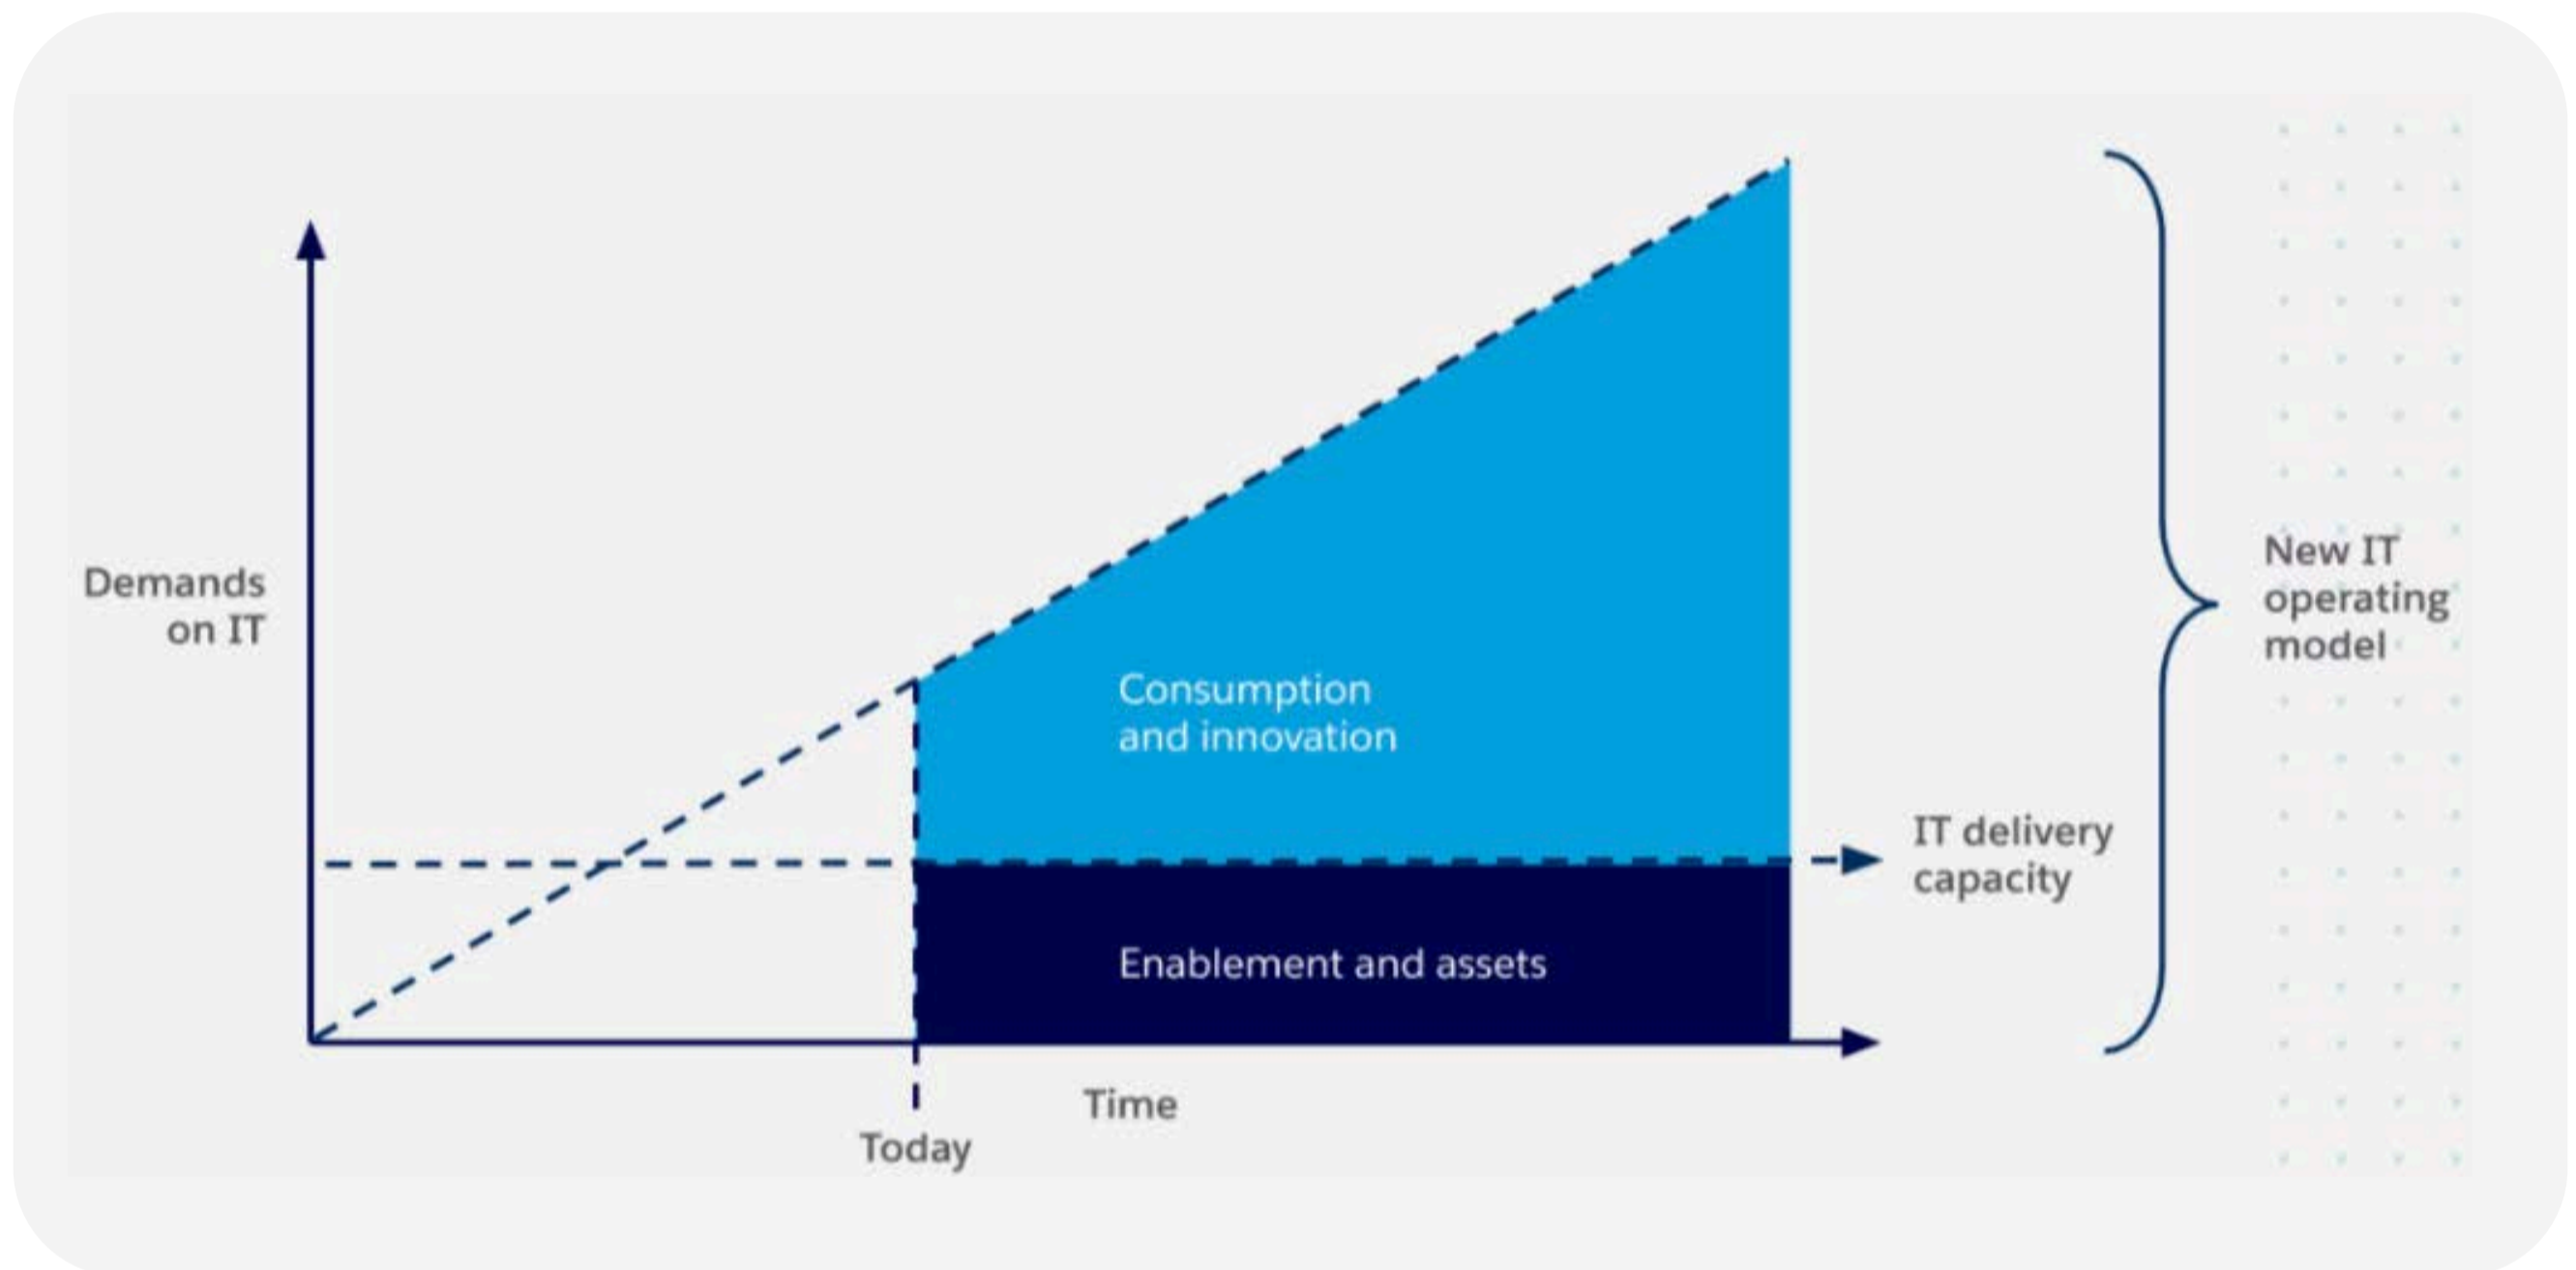 Demands
on IT
Consumption
and innovation
Enablement and assets
IT delivery
capacity
New IT
operating
model
Time
Today